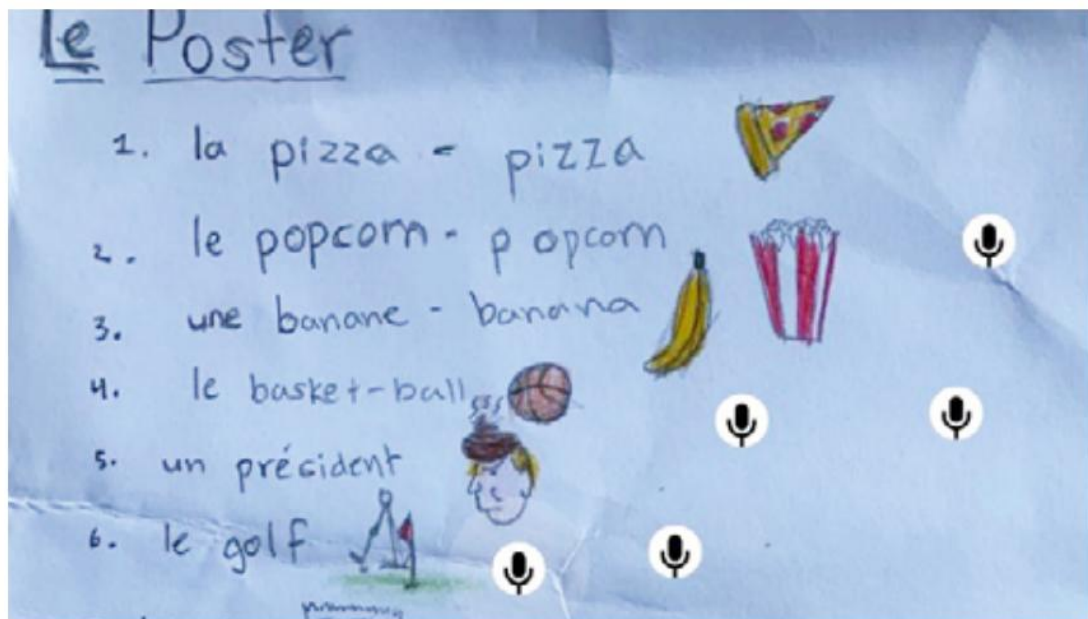 Le Poster
1. la pizza - pizza
2. le popcorn - popcorn
3. une banane - banana
4. le basket-ball
5. un président
6. le golf